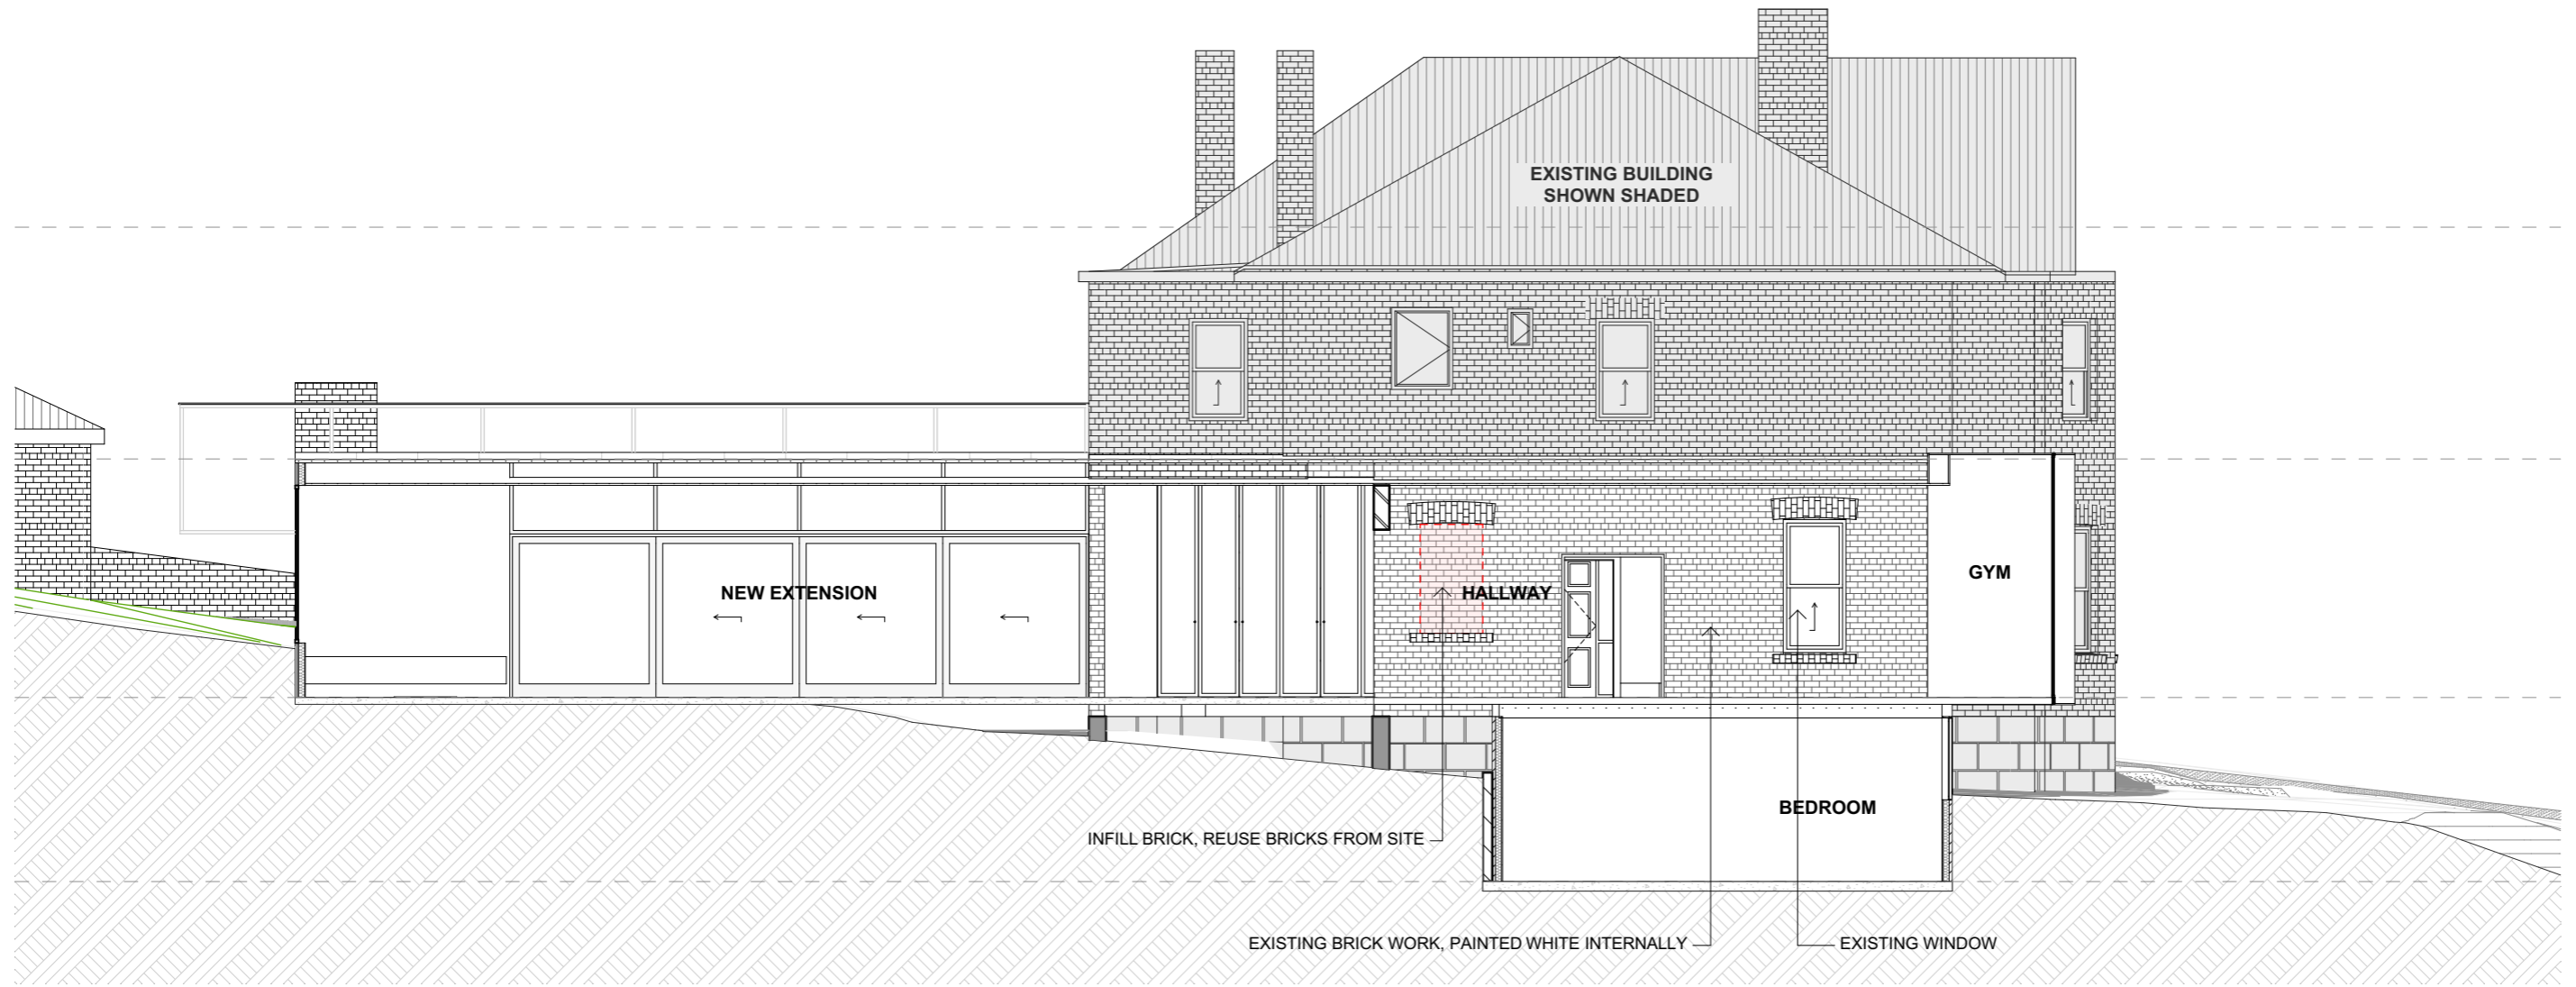 EXISTING BUILDING
SHOWN SHADED
NEW EXTENSION
HALLWAY
GYM
BEDROOM
INFILL BRICK, REUSE BRICKS FROM SITE
EXISTING BRICK WORK, PAINTED WHITE INTERNALLY
EXISTING WINDOW